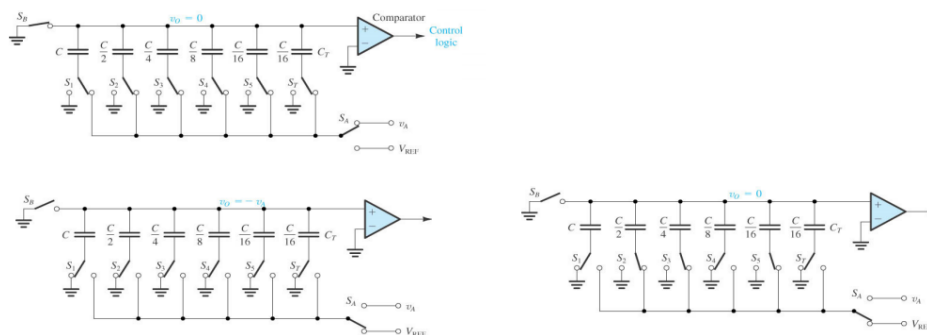 S_B
v_O = 0
Comparator
Control
logic
C C/2 C/4 C/8 C/16 C/16 C_T
+
−
S_1 S_2 S_3 S_4 S_5 S_T
S_A
v_A
V_REF
S_B
v_O = − v_A
C C/2 C/4 C/8 C/16 C/16 C_T
+
−
S_1 S_2 S_3 S_4 S_5 S_T
S_A
v_A
V_REF
S_B
v_O = 0
C C/2 C/4 C/8 C/16 C/16 C_T
+
−
S_1 S_2 S_3 S_4 S_5 S_T
S_A
v_A
V_REF